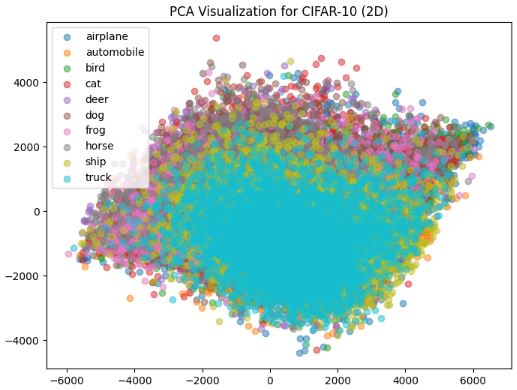 PCA Visualization for CIFAR-10 (2D)
airplane
automobile
bird
cat
deer
dog
frog
horse
ship
truck
4000
2000
0
−2000
−4000
−6000
−4000
−2000
0
2000
4000
6000